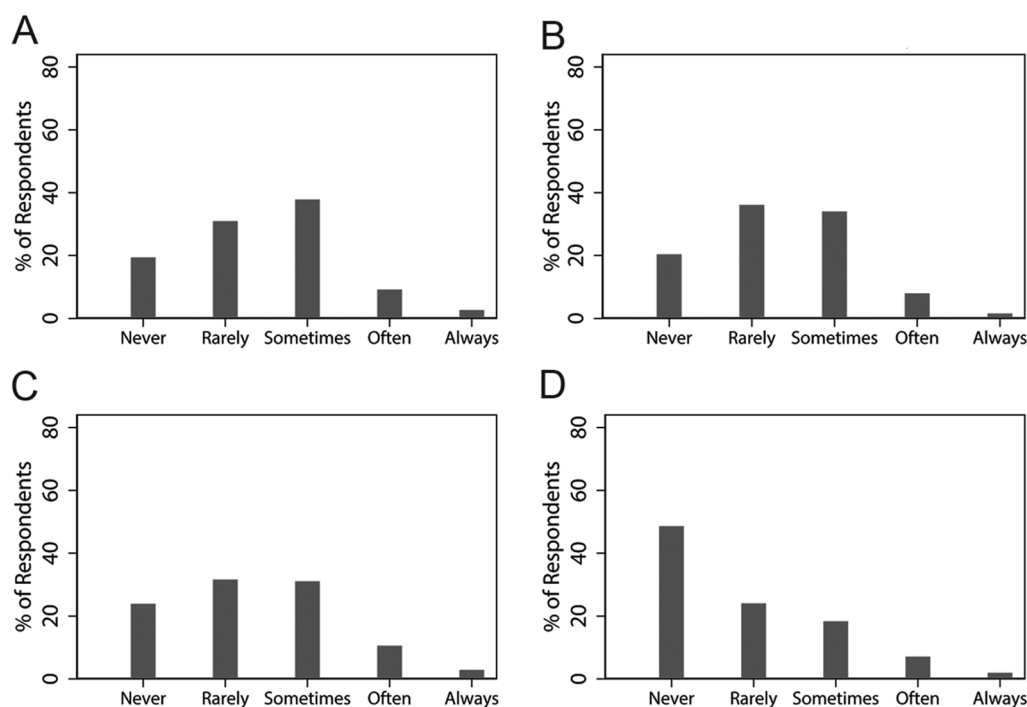 A
% of Respondents
80
60
40
20
0
Never Rarely Sometimes Often Always
B
% of Respondents
80
60
40
20
0
Never Rarely Sometimes Often Always
C
% of Respondents
80
60
40
20
0
Never Rarely Sometimes Often Always
D
% of Respondents
80
60
40
20
0
Never Rarely Sometimes Often Always